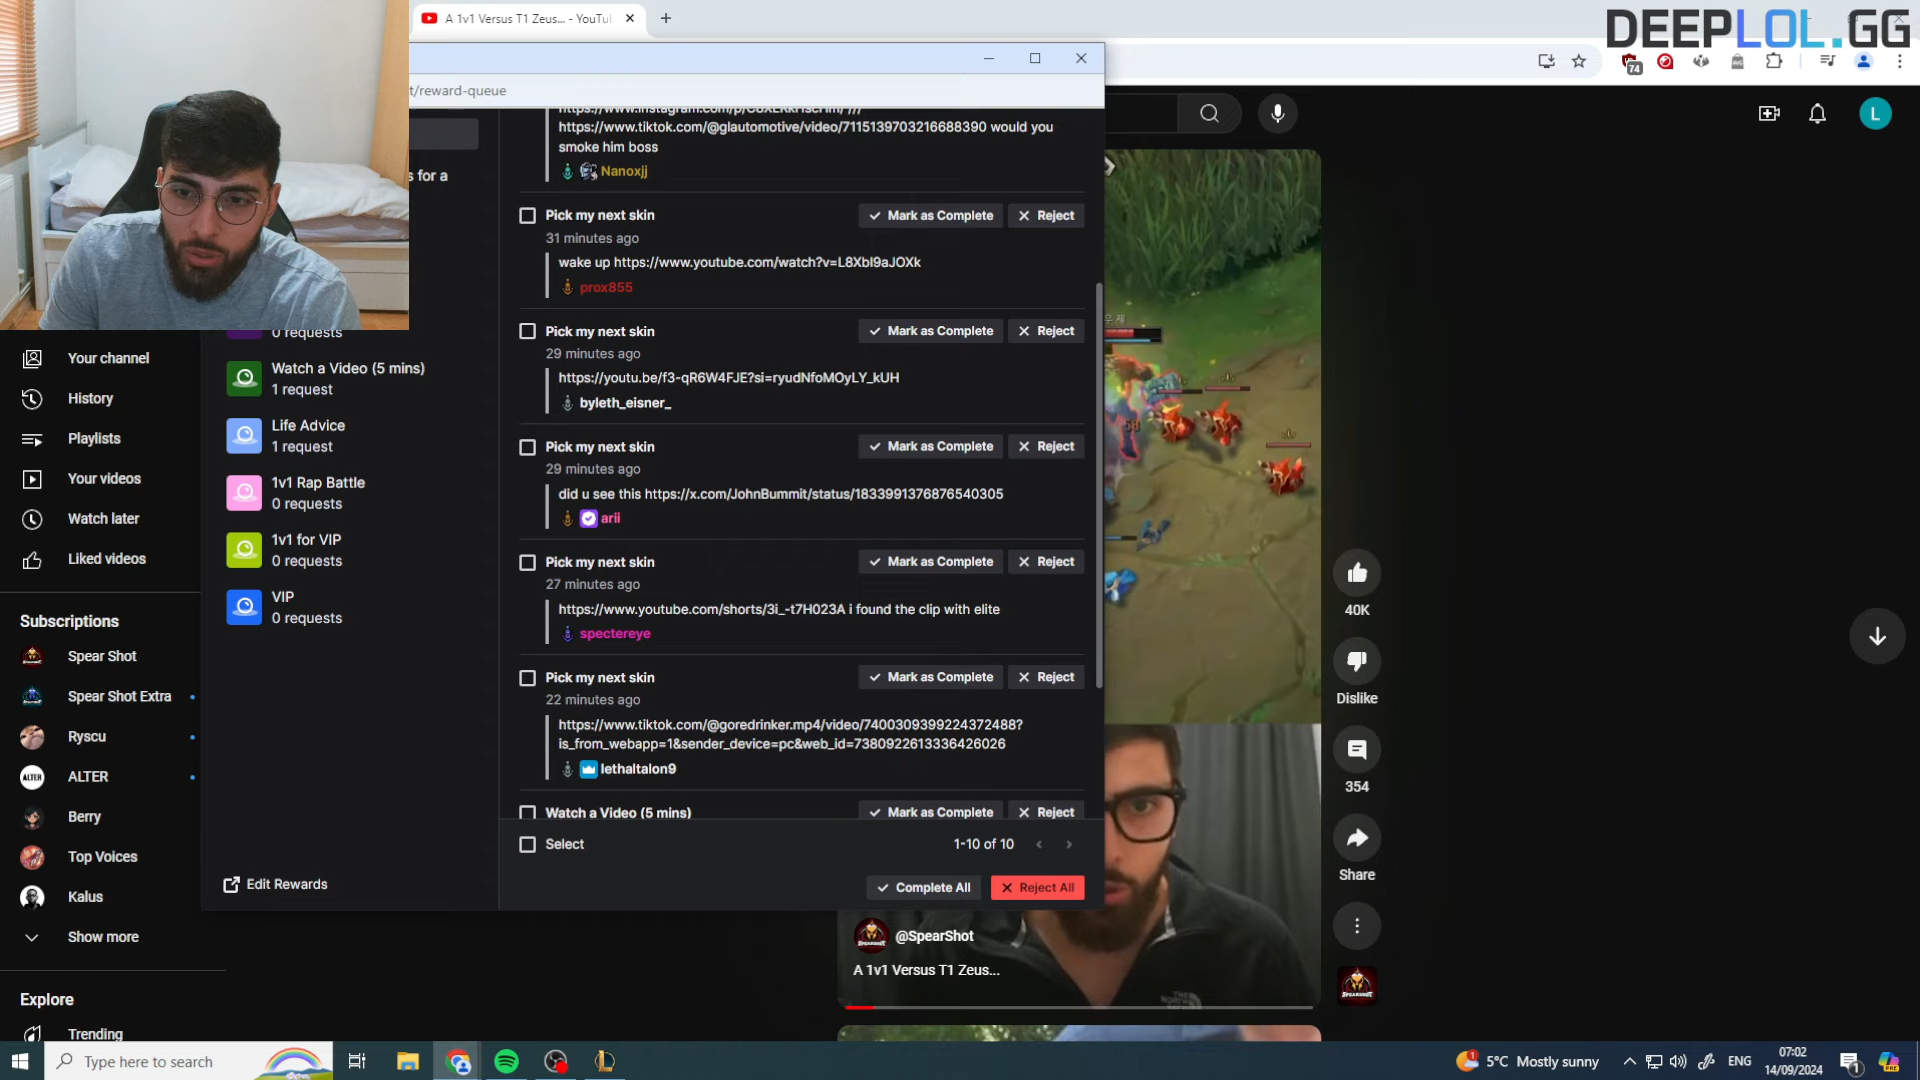 A 1v1 Versus T1 Zeus... - YouTu
DEEPLOL.GG
t/reward-queue
74
L
s for a
https://www.tiktok.com/@glautomotive/video/7115139703216688390 would you
smoke him boss
Nanoxjj
Pick my next skin
Mark as Complete
Reject
31 minutes ago
wake up https://www.youtube.com/watch?v=L8XbI9aJOXk
prox855
Pick my next skin
Mark as Complete
Reject
29 minutes ago
https://youtu.be/f3-qR6W4FJE?si=ryudNfoMOyLY_kUH
byleth_eisner_
Pick my next skin
Mark as Complete
Reject
29 minutes ago
did u see this https://x.com/JohnBummit/status/1833991376876540305
arii
Pick my next skin
Mark as Complete
Reject
27 minutes ago
https://www.youtube.com/shorts/3i_-t7H023A i found the clip with elite
spectereye
Pick my next skin
Mark as Complete
Reject
22 minutes ago
https://www.tiktok.com/@goredrinker.mp4/video/7400309399224372488?
is_from_webapp=1&sender_device=pc&web_id=7380922613336426026
lethaltalon9
Watch a Video (5 mins)
Mark as Complete
Reject
Select
1-10 of 10
Complete All
Reject All
0 requests
Watch a Video (5 mins)
1 request
Life Advice
1 request
1v1 Rap Battle
0 requests
1v1 for VIP
0 requests
VIP
0 requests
Edit Rewards
Your channel
History
Playlists
Your videos
Watch later
Liked videos
Subscriptions
Spear Shot
Spear Shot Extra
Ryscu
ALTER
ALTER
Berry
Top Voices
Kalus
Show more
Explore
Trending
40K
Dislike
354
Share
@SpearShot
A 1v1 Versus T1 Zeus...
THE
NORTH
Type here to search
1
5°C Mostly sunny
ENG
07:02
14/09/2024
1
PRE